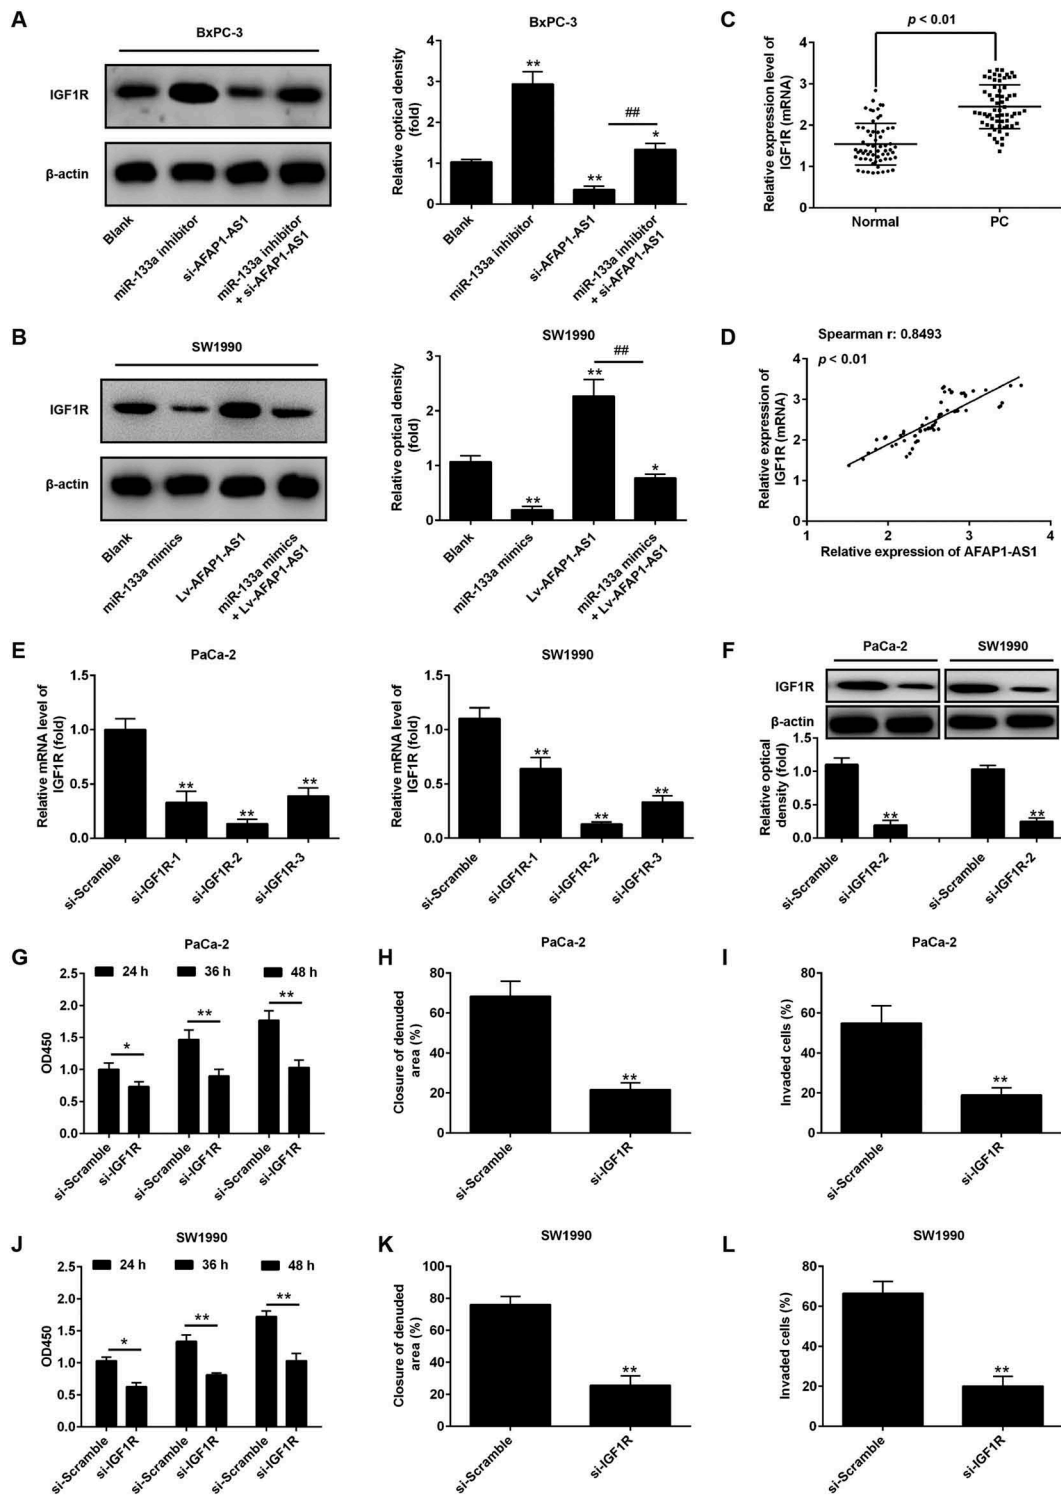 A
BxPC-3
IGF1R
β-actin
Blank
miR-133a inhibitor
si-AFAP1-AS1
miR-133a inhibitor
+ si-AFAP1-AS1
BxPC-3
Relative optical density
(fold)
4
3
2
1
0
**
**
##
*
Blank
miR-133a inhibitor
si-AFAP1-AS1
miR-133a inhibitor
+ si-AFAP1-AS1
C
p < 0.01
Relative expression level of
IGF1R (mRNA)
4
3
2
1
0
Normal
PC
B
SW1990
IGF1R
β-actin
Blank
miR-133a mimics
Lv-AFAP1-AS1
miR-133a mimics
+ Lv-AFAP1-AS1
SW1990
Relative optical density
(fold)
3
2
1
0
**
**
##
*
Blank
miR-133a mimics
Lv-AFAP1-AS1
miR-133a mimics
+ Lv-AFAP1-AS1
D
Spearman r: 0.8493
p < 0.01
Relative expression of
IGF1R (mRNA)
4
3
2
1
0
1 2 3 4
Relative expression of AFAP1-AS1
E
PaCa-2
Relative mRNA level of
IGF1R (fold)
1.5
1.0
0.5
0.0
**
**
**
si-Scramble
si-IGF1R-1
si-IGF1R-2
si-IGF1R-3
SW1990
Relative mRNA level of
IGF1R (fold)
1.5
1.0
0.5
0.0
**
**
**
si-Scramble
si-IGF1R-1
si-IGF1R-2
si-IGF1R-3
F
PaCa-2
SW1990
IGF1R
β-actin
Relative optical
density (fold)
1.5
1.0
0.5
0.0
**
**
si-Scramble
si-IGF1R-2
si-Scramble
si-IGF1R-2
G
PaCa-2
24 h 36 h 48 h
OD450
2.5
2.0
1.5
1.0
0.5
0.0
*
**
**
si-Scramble
si-IGF1R
si-Scramble
si-IGF1R
si-Scramble
si-IGF1R
H
PaCa-2
Closure of denuded
area (%)
80
60
40
20
0
**
si-Scramble
si-IGF1R
I
PaCa-2
Invaded cells (%)
80
60
40
20
0
**
si-Scramble
si-IGF1R
J
SW1990
24 h 36 h 48 h
OD450
2.5
2.0
1.5
1.0
0.5
0.0
*
**
**
si-Scramble
si-IGF1R
si-Scramble
si-IGF1R
si-Scramble
si-IGF1R
K
SW1990
Closure of denuded
area (%)
100
80
60
40
20
0
**
si-Scramble
si-IGF1R
L
SW1990
Invaded cells (%)
80
60
40
20
0
**
si-Scramble
si-IGF1R